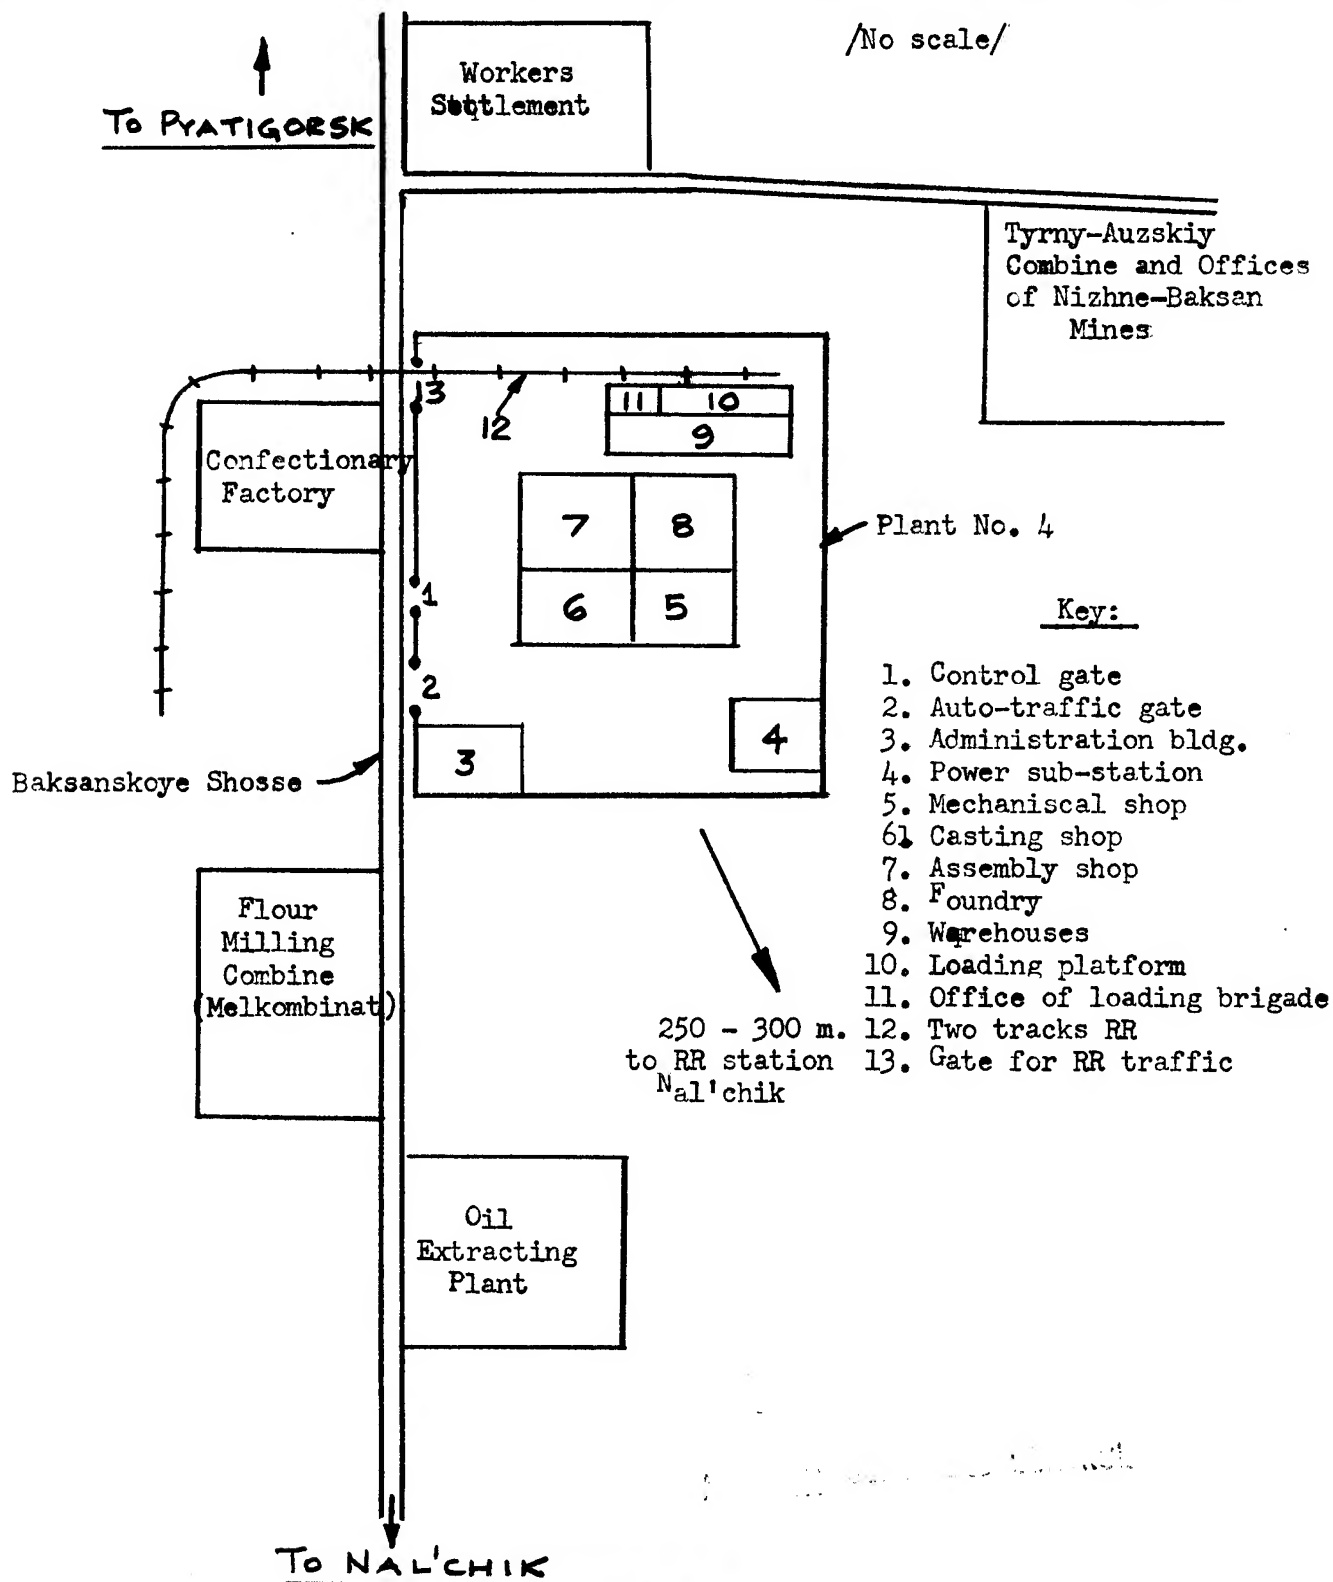 /No scale/
Workers
Settlement
To PYATIGORSK
Tyrny-Auzskiy
Combine and Offices
of Nizhne-Baksan
Mines
13
12
11
10
9
Confectionary
Factory
7
8
6
5
Plant No. 4
1
2
3
4
Baksanskoye Shosse
Key:
1. Control gate
2. Auto-traffic gate
3. Administration bldg.
4. Power sub-station
5. Mechaniscal shop
6l Casting shop
7. Assembly shop
8. Foundry
9. Warehouses
10. Loading platform
11. Office of loading brigade
12. Two tracks RR
13. Gate for RR traffic
Flour
Milling
Combine
(Melkombinat)
250 - 300 m.
to RR station
Nal'chik
Oil
Extracting
Plant
To NAL'CHIK